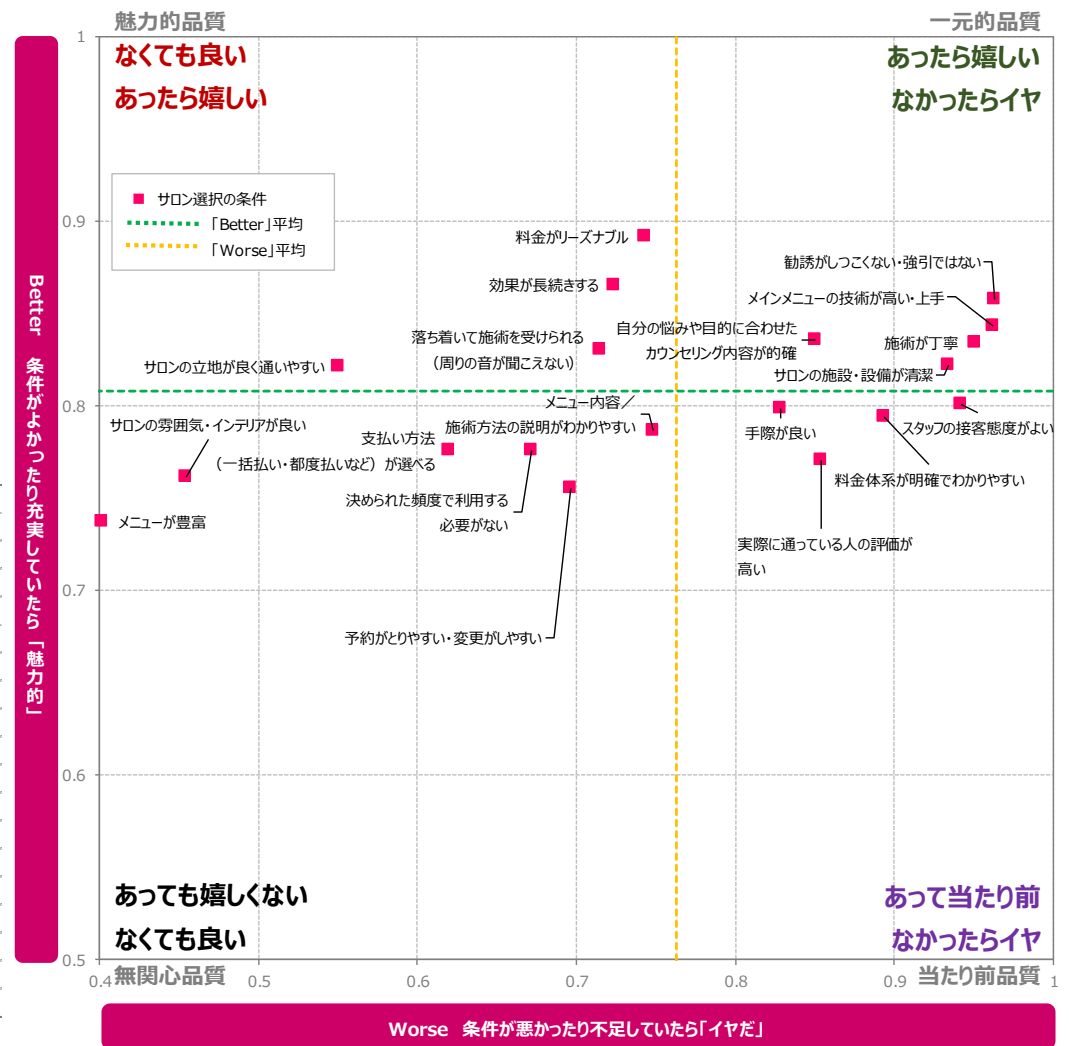 魅力的品質
一元的品質
なくても良い
あったら嬉しい
あったら嬉しい
なかったらイヤ
サロン選択の条件
「Better」平均
「Worse」平均
料金がリーズナブル
効果が長続きする
落ち着いて施術を受けられる
（周りの音が聞こえない）
サロンの立地が良く通いやすい
勧誘がしつこくない・強引ではない
メインメニューの技術が高い・上手
自分の悩みや目的に合わせた
カウンセリング内容が的確
施術が丁寧
サロンの施設・設備が清潔
サロンの雰囲気・インテリアが良い
メニューが豊富
支払い方法
（一括払い・都度払いなど）が選べる
メニュー内容／
施術方法の説明がわかりやすい
決められた頻度で利用する
必要がない
予約がとりやすい・変更がしやすい
手際が良い
スタッフの接客態度がよい
料金体系が明確でわかりやすい
実際に通っている人の評価が
高い
あっても嬉しくない
なくても良い
あって当たり前
なかったらイヤ
無関心品質
当たり前品質
1
0.9
0.8
0.7
0.6
0.5
0.4
0.5
0.6
0.7
0.8
0.9
1
Better 条件がよかったり充実していたら「魅力的」
Worse 条件が悪かったり不足していたら「イヤだ」